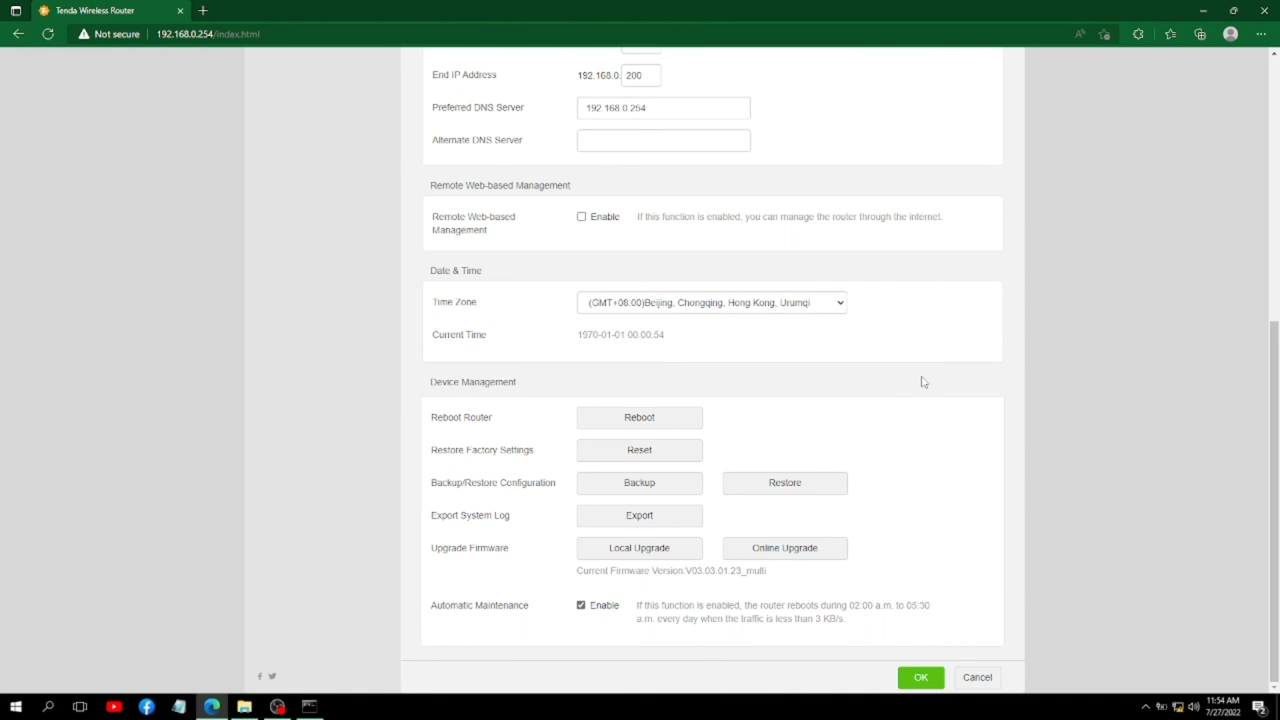 Tenda Wireless Router
Not secure
192.168.0.254/index.html
End IP Address
192.168.0. 200
Preferred DNS Server
192.168.0.254
Alternate DNS Server
Remote Web-based Management
Remote Web-based
Management
Enable
If this function is enabled, you can manage the router through the internet.
Date & Time
Time Zone
(GMT+08:00)Beijing, Chongqing, Hong Kong, Urumqi
Current Time
1970-01-01 00:00:54
Device Management
Reboot Router
Reboot
Restore Factory Settings
Reset
Backup/Restore Configuration
Backup
Restore
Export System Log
Export
Upgrade Firmware
Local Upgrade
Online Upgrade
Current Firmware Version:V03.03.01.23_multi
Automatic Maintenance
Enable
If this function is enabled, the router reboots during 02:00 a.m. to 05:30
a.m. every day when the traffic is less than 3 KB/s.
OK
Cancel
11:54 AM
7/27/2022
2